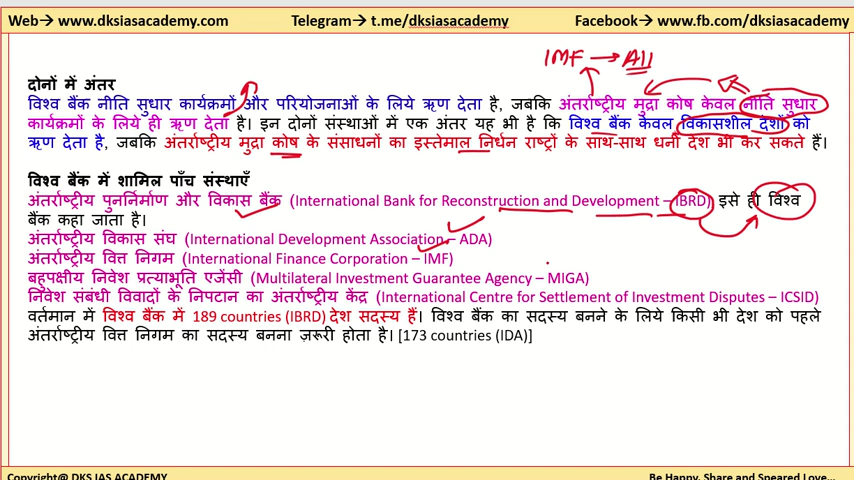 Web→ www.dksiasacademy.com Telegram→ t.me/dksiasacademy Facebook→ www.fb.com/dksiasacademy
IMF → All
दोनों में अंतर
विश्व बैंक नीति सुधार कार्यक्रमों और परियोजनाओं के लिये ऋण देता है, जबकि अंतर्राष्ट्रीय मुद्रा कोष केवल नीति सुधार
कार्यक्रमों के लिये ही ऋण देता है। इन दोनों संस्थाओं में एक अंतर यह भी है कि विश्व बैंक केवल विकासशील देशों को
ऋण देता है, जबकि अंतर्राष्ट्रीय मुद्रा कोष के संसाधनों का इस्तेमाल निर्धन राष्ट्रों के साथ-साथ धनी देश भी कर सकते हैं।
विश्व बैंक में शामिल पाँच संस्थाएँ
अंतर्राष्ट्रीय पुनर्निर्माण और विकास बैंक (International Bank for Reconstruction and Development – IBRD) इसे ही विश्व
बैंक कहा जाता है।
अंतर्राष्ट्रीय विकास संघ (International Development Association – ADA)
अंतर्राष्ट्रीय वित्त निगम (International Finance Corporation – IMF)
बहुपक्षीय निवेश प्रत्याभूति एजेंसी (Multilateral Investment Guarantee Agency – MIGA)
निवेश संबंधी विवादों के निपटान का अंतर्राष्ट्रीय केंद्र (International Centre for Settlement of Investment Disputes – ICSID)
वर्तमान में विश्व बैंक में 189 countries (IBRD) देश सदस्य हैं। विश्व बैंक का सदस्य बनने के लिये किसी भी देश को पहले
अंतर्राष्ट्रीय वित्त निगम का सदस्य बनना ज़रूरी होता है। [173 countries (IDA)]
Copyright@ DKS IAS ACADEMY Be Happy, Share and Speared Love...